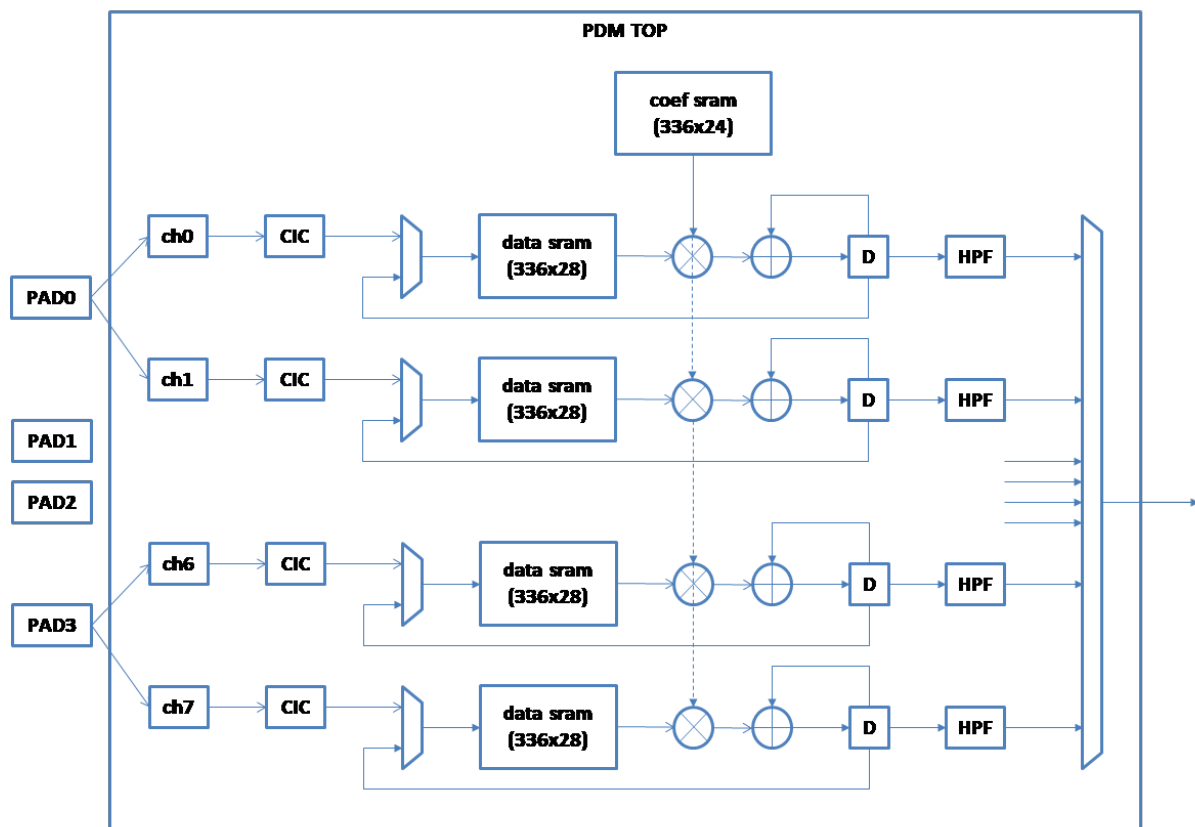 PDM TOP
coef sram
(336x24)
ch0
CIC
data sram
(336x28)
D
HPF
PAD0
ch1
CIC
data sram
(336x28)
D
HPF
PAD1
PAD2
ch6
CIC
data sram
(336x28)
D
HPF
PAD3
ch7
CIC
data sram
(336x28)
D
HPF